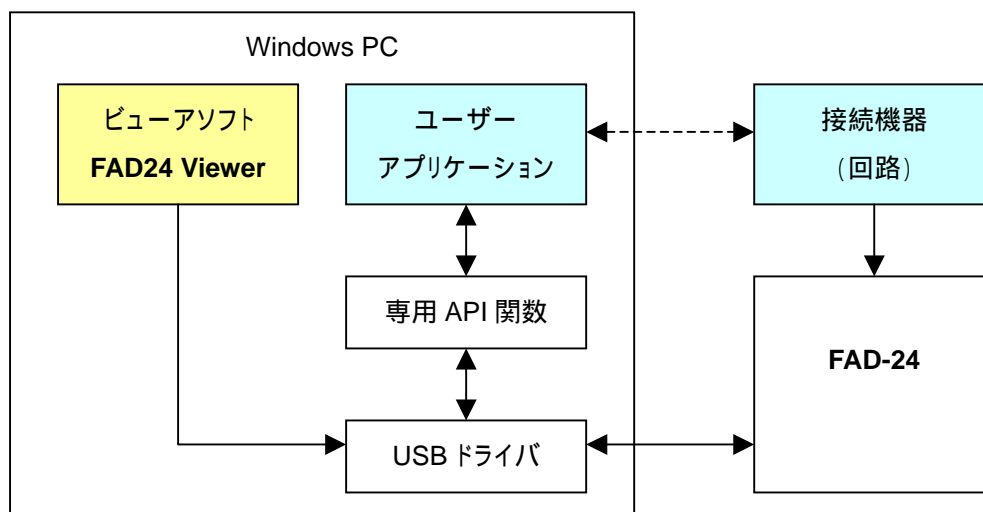 Windows PC
ビューアソフト
FAD24 Viewer
ユーザー
アプリケーション
接続機器
(回路)
専用 API 関数
FAD-24
USB ドライバ